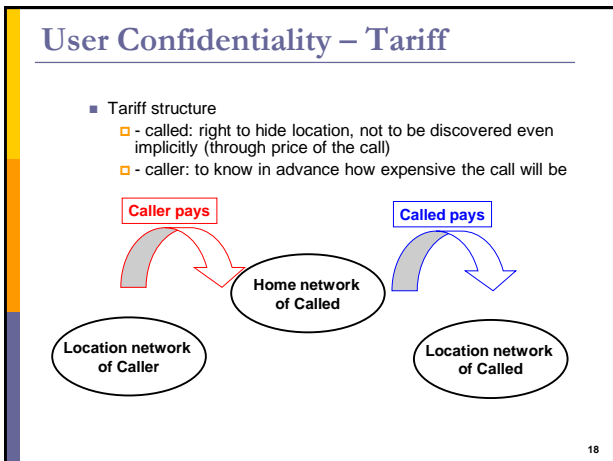 User Confidentiality – Tariff
Tariff structure
- called: right to hide location, not to be discovered even
implicitly (through price of the call)
- caller: to know in advance how expensive the call will be
Caller pays
Called pays
Home network
of Called
Location network
of Caller
Location network
of Called
18